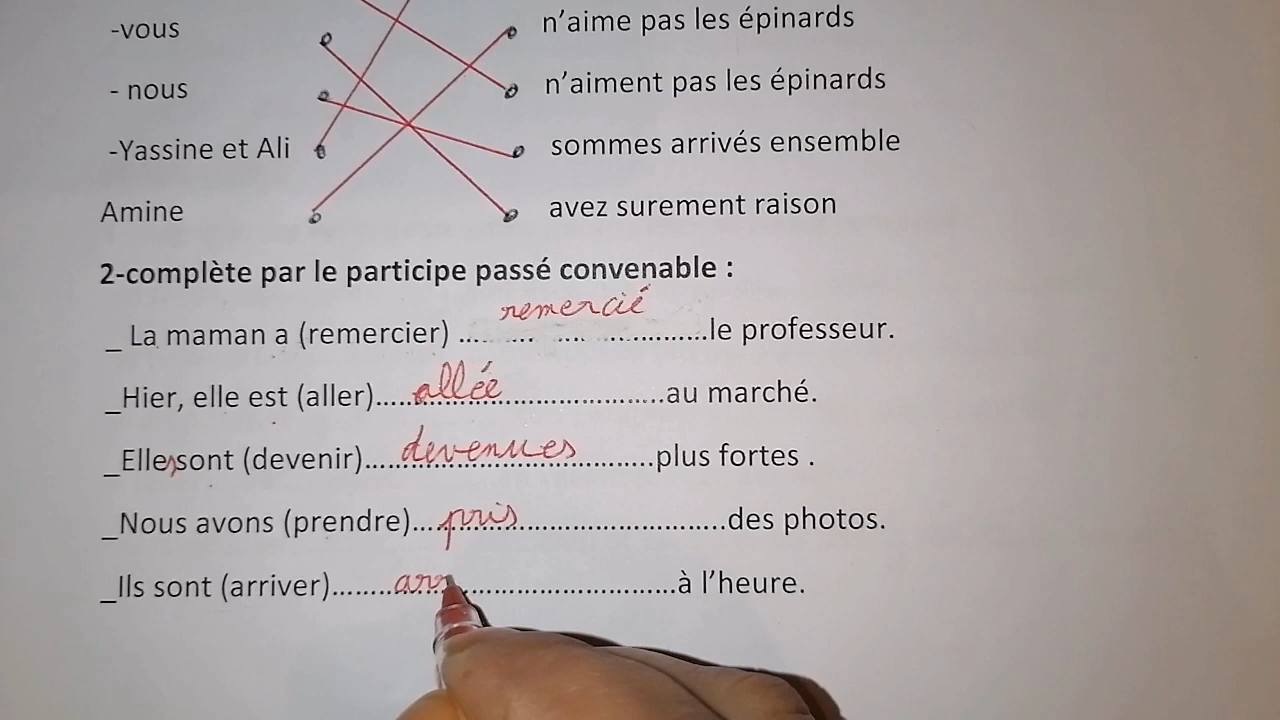 -vous
n'aime pas les épinards
- nous
n'aiment pas les épinards
-Yassine et Ali
sommes arrivés ensemble
Amine
avez surement raison
2-complète par le participe passé convenable :
remercié
_ La maman a (remercier) ..............................le professeur.
_Hier, elle est (aller).....allée.....................au marché.
_Elles sont (devenir).....devenues.....................plus fortes .
_Nous avons (prendre)....pris..........................des photos.
_Ils sont (arriver).......arr..........................à l'heure.